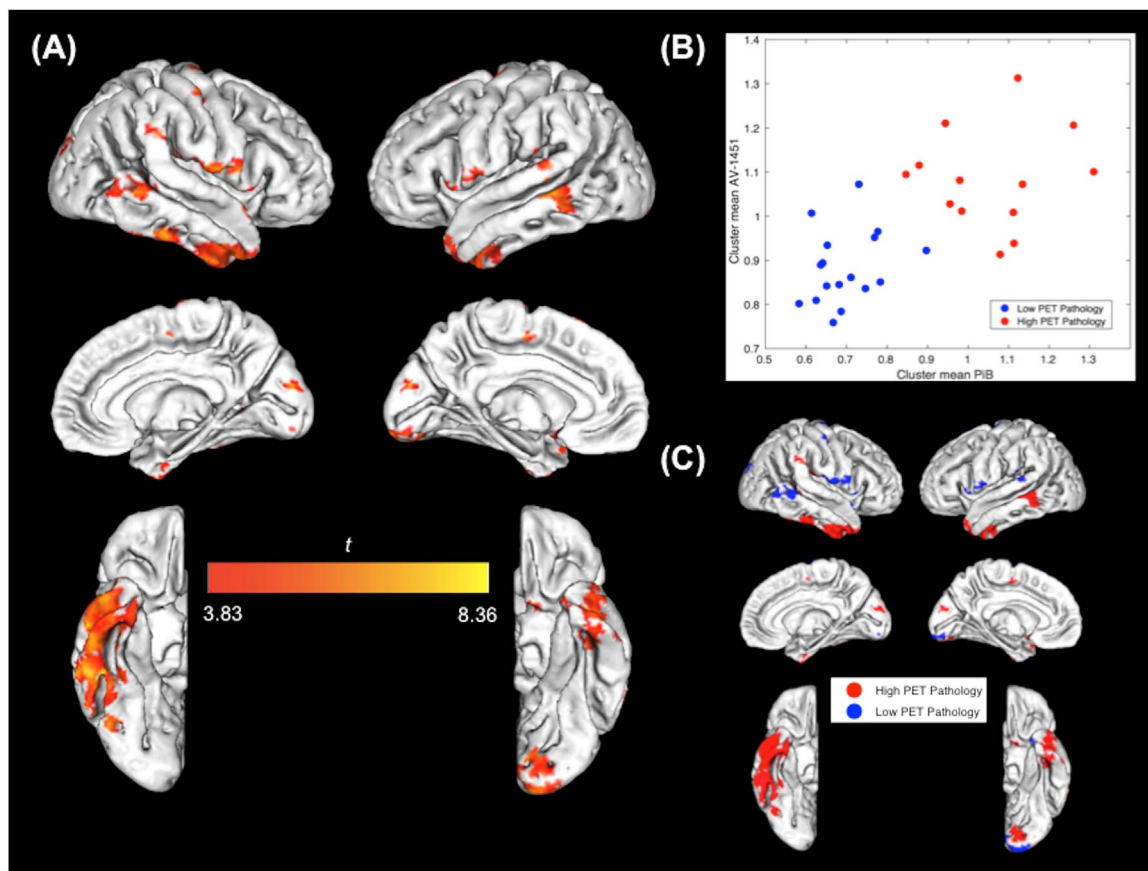 (A)
(B)
1.4
1.3
1.2
1.1
1
0.9
0.8
0.7
Cluster mean AV-1451
0.5 0.6 0.7 0.8 0.9 1 1.1 1.2 1.3
Cluster mean PiB
Low PET Pathology
High PET Pathology
(C)
t
3.83 8.36
High PET Pathology
Low PET Pathology